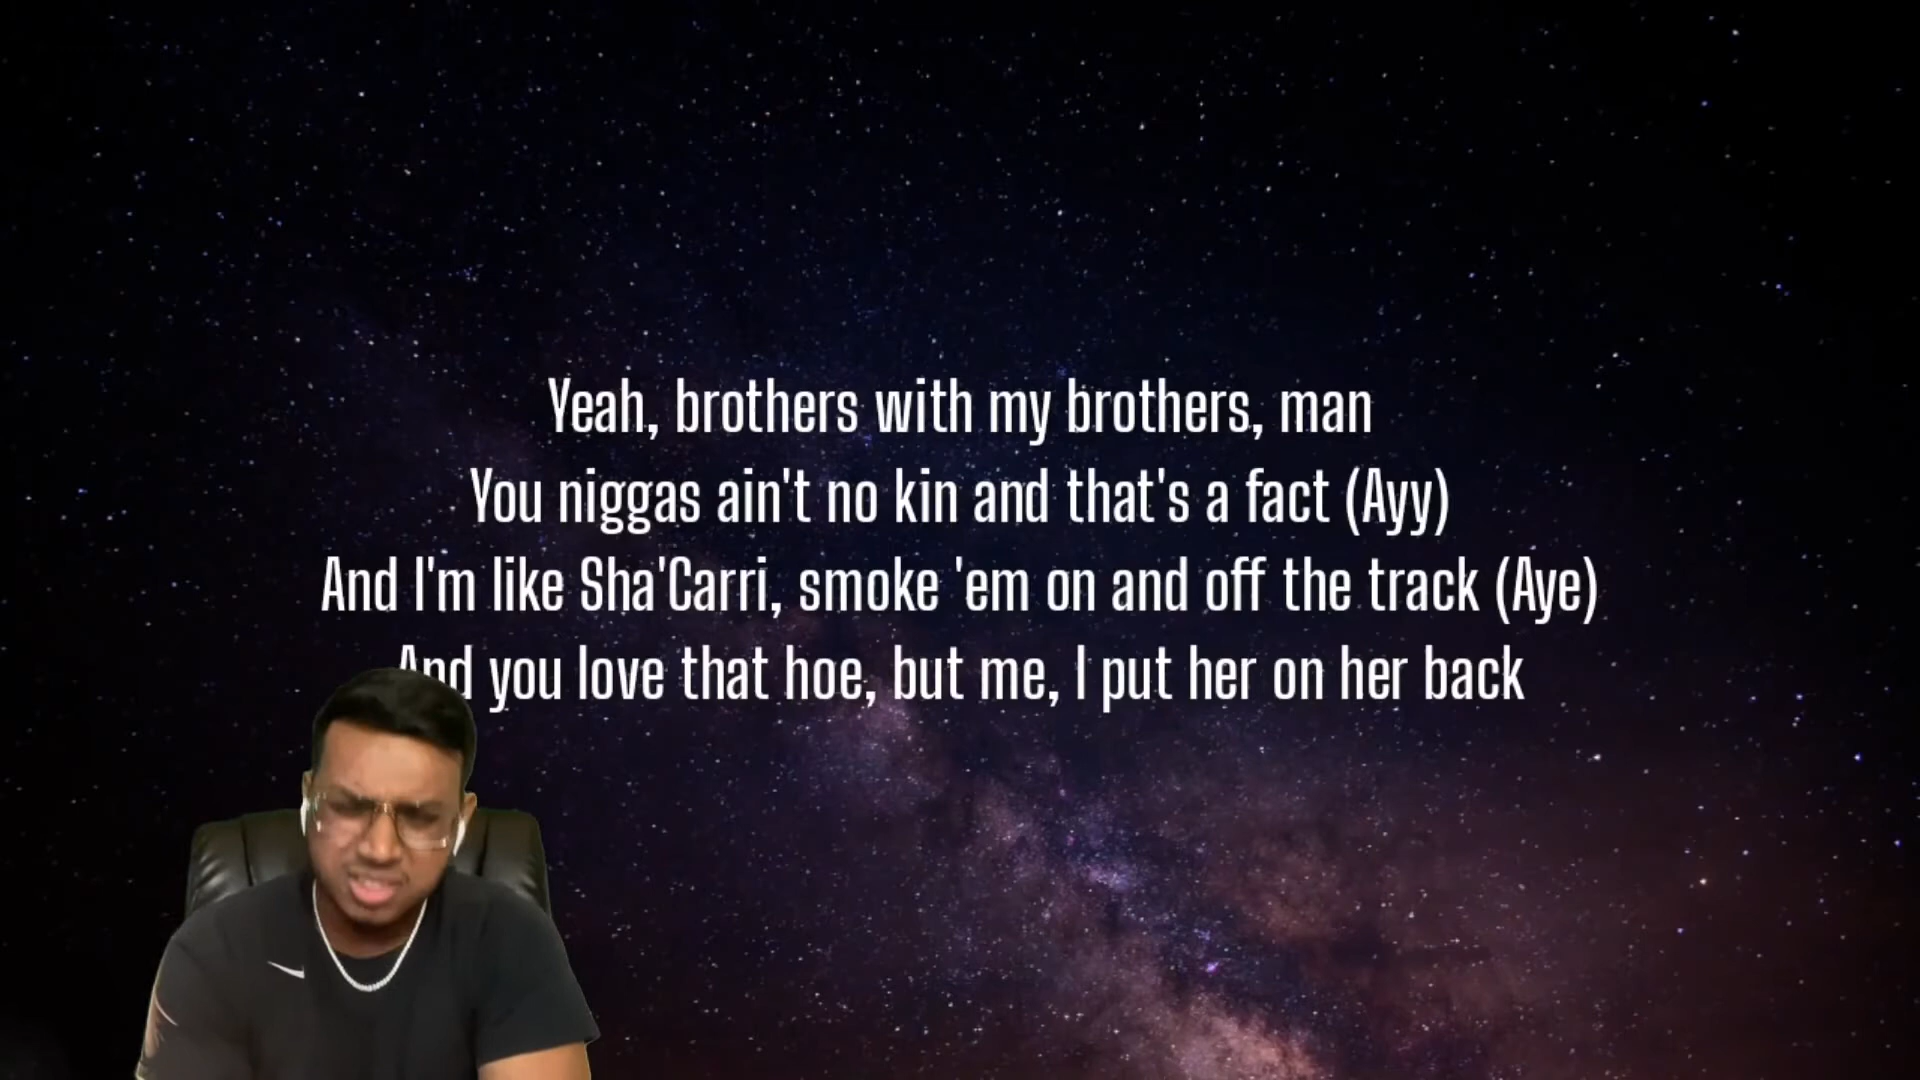 Yeah, brothers with my brothers, man
You niggas ain't no kin and that's a fact (Ayy)
And I'm like Sha'Carri, smoke 'em on and off the track (Aye)
And you love that hoe, but me, I put her on her back